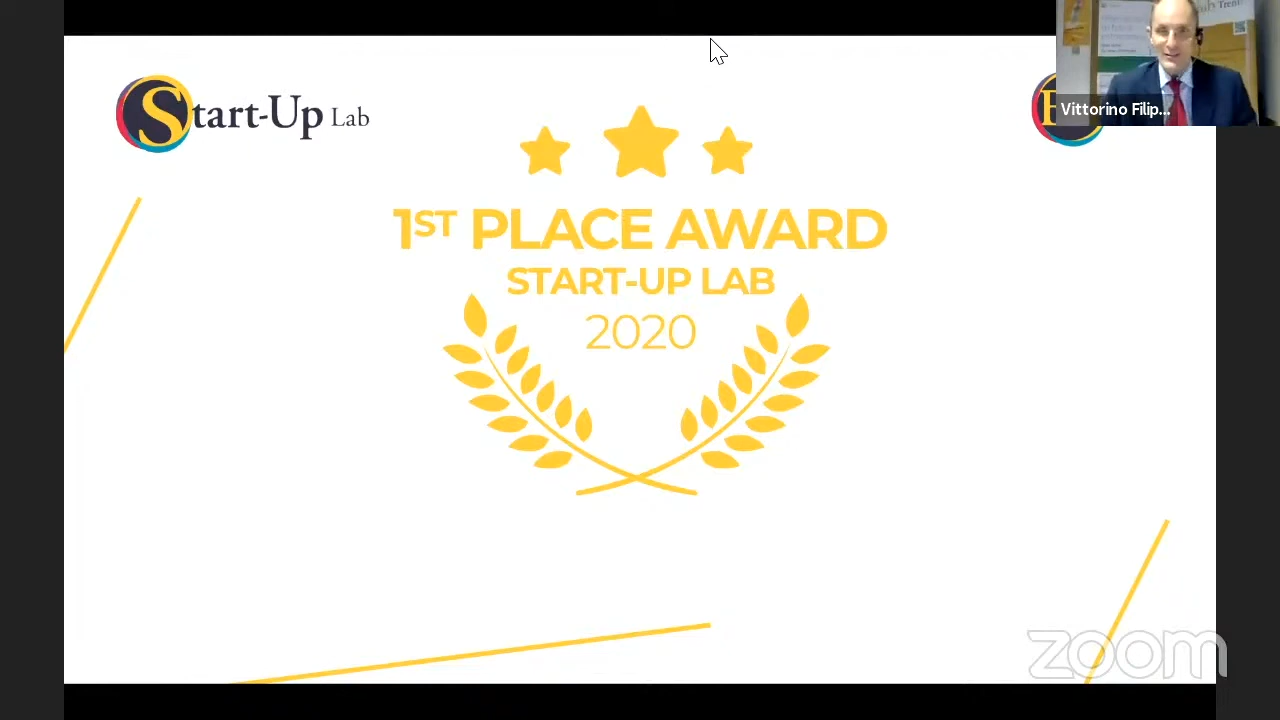 Start-Up Lab
Vittorino Filip...
1ST PLACE AWARD
START-UP LAB
2020
zoom